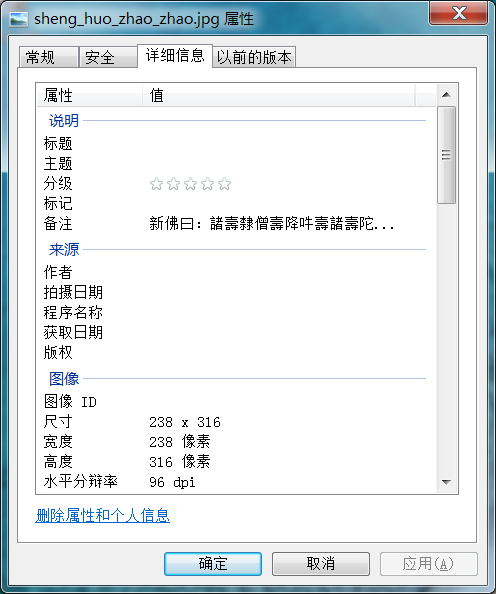 sheng_huo_zhao_zhao.jpg 属性
常规 安全 详细信息 以前的版本
属性 值
说明
标题
主题
分级
标记
备注 新佛曰：諸壽隸僧壽降吽壽諸壽陀...
来源
作者
拍摄日期
程序名称
获取日期
版权
图像
图像 ID
尺寸 238 x 316
宽度 238 像素
高度 316 像素
水平分辩率 96 dpi
删除属性和个人信息
确定 取消 应用(A)